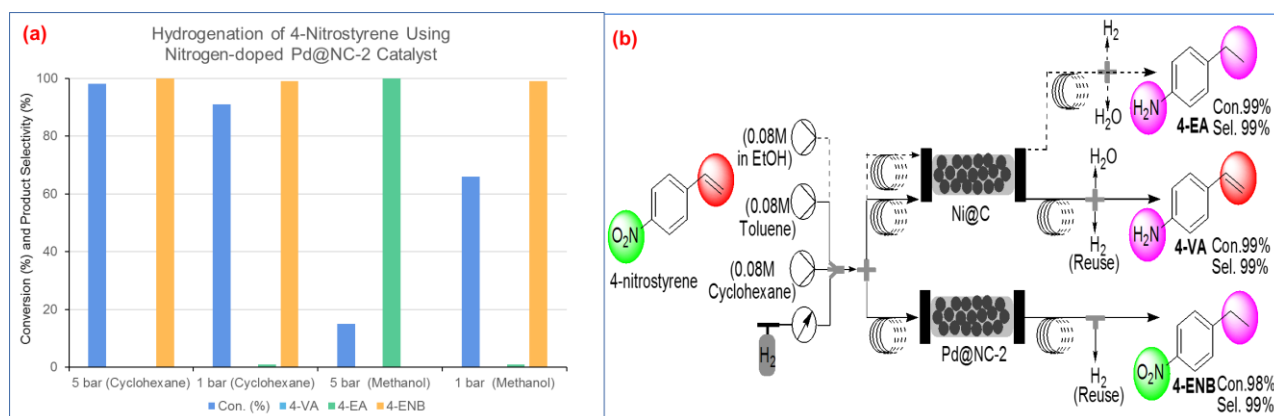 (a)
Hydrogenation of 4-Nitrostyrene Using
Nitrogen-doped Pd@NC-2 Catalyst
Conversion (%) and Product Selectivity (%)
100
80
60
40
20
0
5 bar (Cyclohexane)
1 bar (Cyclohexane)
5 bar (Methanol)
1 bar (Methanol)
Con. (%)
4-VA
4-EA
4-ENB
(b)
O₂N
4-nitrostyrene
(0.08M
in EtOH)
(0.08M
Toluene)
(0.08M
Cyclohexane)
H₂
Ni@C
Pd@NC-2
H₂
H₂O
H₂N
4-EA
Con.99%
Sel. 99%
H₂O
H₂
(Reuse)
H₂N
4-VA
Con.99%
Sel. 99%
H₂
(Reuse)
O₂N
4-ENB
Con.98%
Sel. 99%